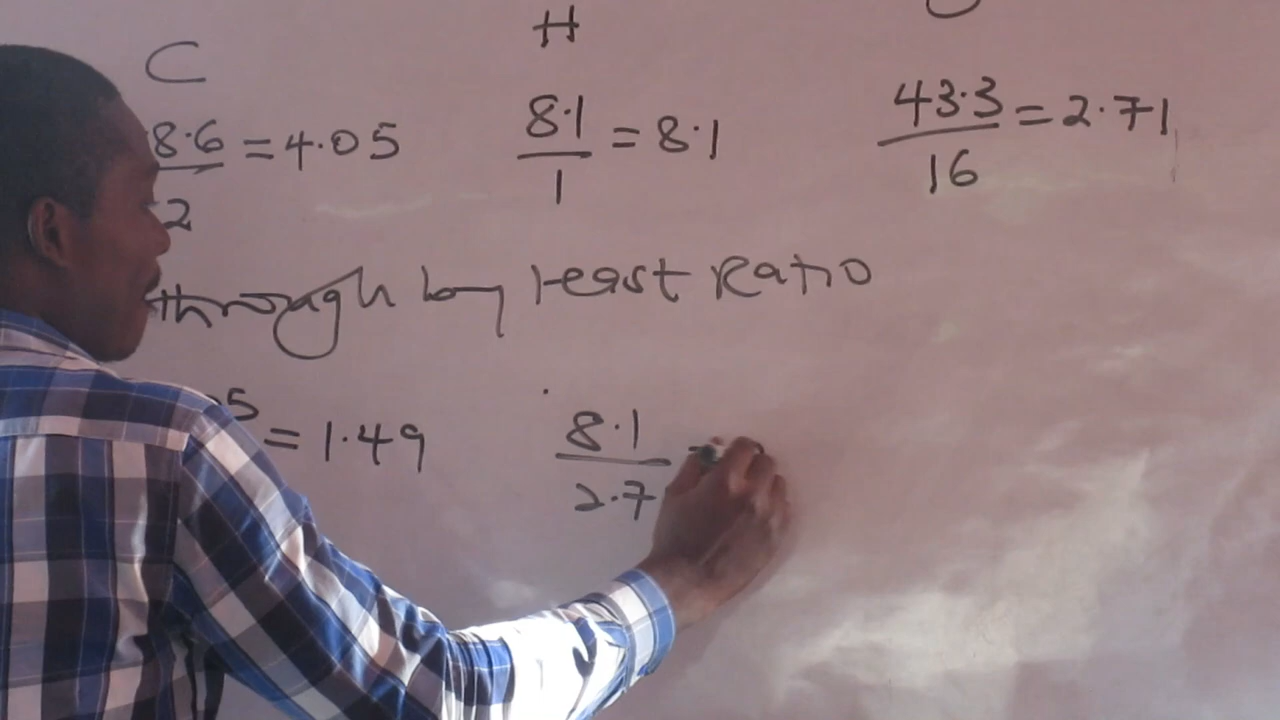 C H
8.6 = 4.05 8.1 = 8.1 43.3 = 2.71
2 1 16
through by least Ratio
5 = 1.49 8.1 =
2.7